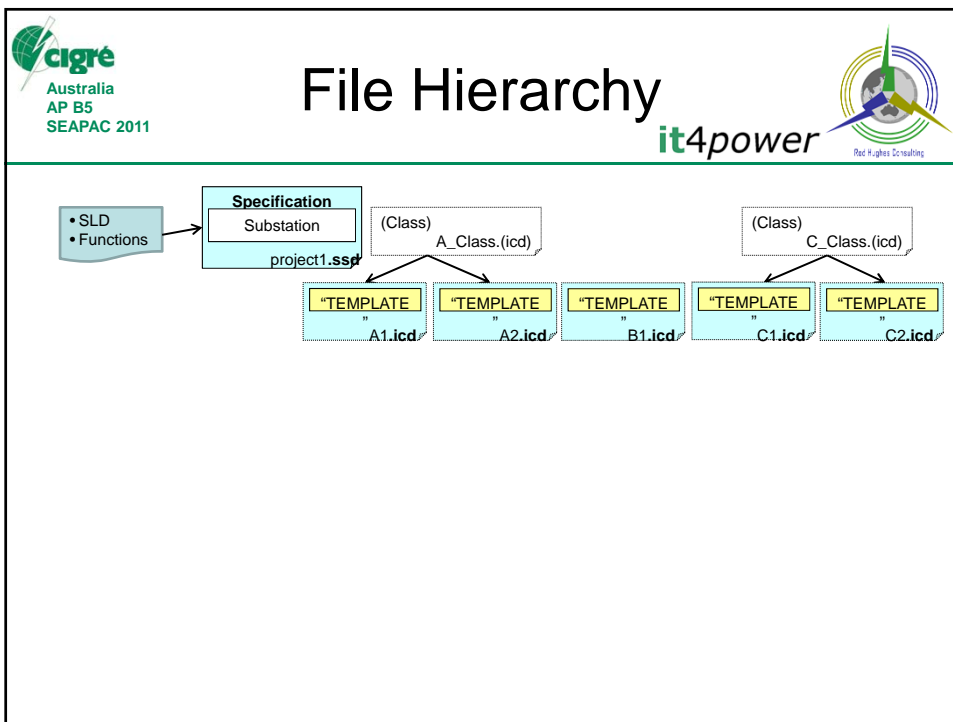 cigré
Australia
AP B5
SEAPAC 2011
File Hierarchy
it4power
Rod Hughes Consulting
• SLD
• Functions
Specification
Substation
project1.ssd
(Class)
A_Class.(icd)
(Class)
C_Class.(icd)
“TEMPLATE
”
A1.icd
“TEMPLATE
”
A2.icd
“TEMPLATE
”
B1.icd
“TEMPLATE
”
C1.icd
“TEMPLATE
”
C2.icd